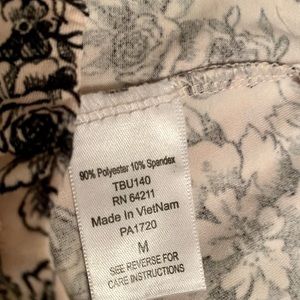 90% Polyester 10% Spandex
TBU140
RN 64211
Made In VietNam
PA1720
M
SEE REVERSE FOR
CARE INSTRUCTIONS